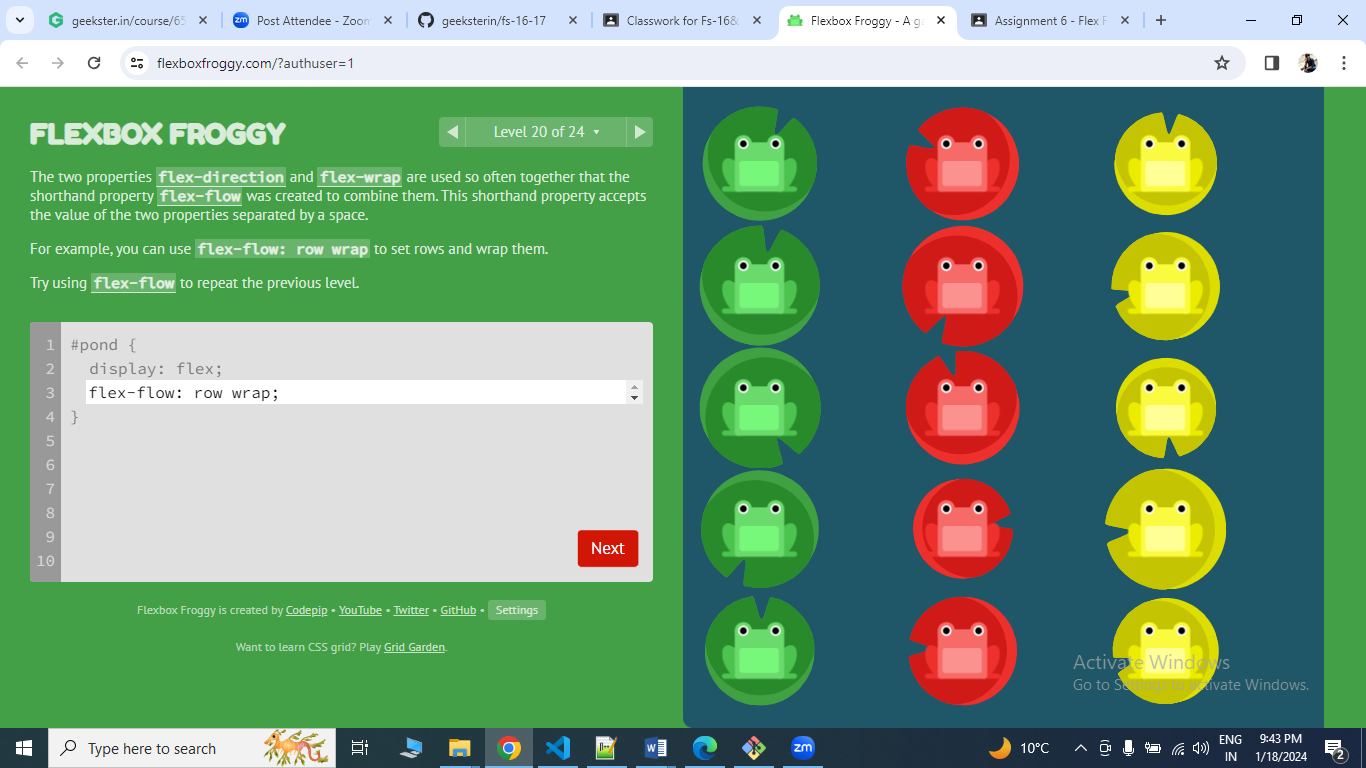 geekster.in/course/65
Post Attendee - Zoom
geeksterin/fs-16-17
Classwork for Fs-16&
Flexbox Froggy - A g
Assignment 6 - Flex F
flexboxfroggy.com/?authuser=1
FLEXBOX FROGGY
Level 20 of 24
The two properties flex-direction and flex-wrap are used so often together that the
shorthand property flex-flow was created to combine them. This shorthand property accepts
the value of the two properties separated by a space.
For example, you can use flex-flow: row wrap to set rows and wrap them.
Try using flex-flow to repeat the previous level.
1 #pond {
2 display: flex;
3 flex-flow: row wrap;
4 }
5
6
7
8
9
10
Next
Flexbox Froggy is created by Codepip • YouTube • Twitter • GitHub • Settings
Want to learn CSS grid? Play Grid Garden.
Activate Windows
Go to Settings to activate Windows.
Type here to search
zm
10°C
ENG
IN
9:43 PM
1/18/2024
2